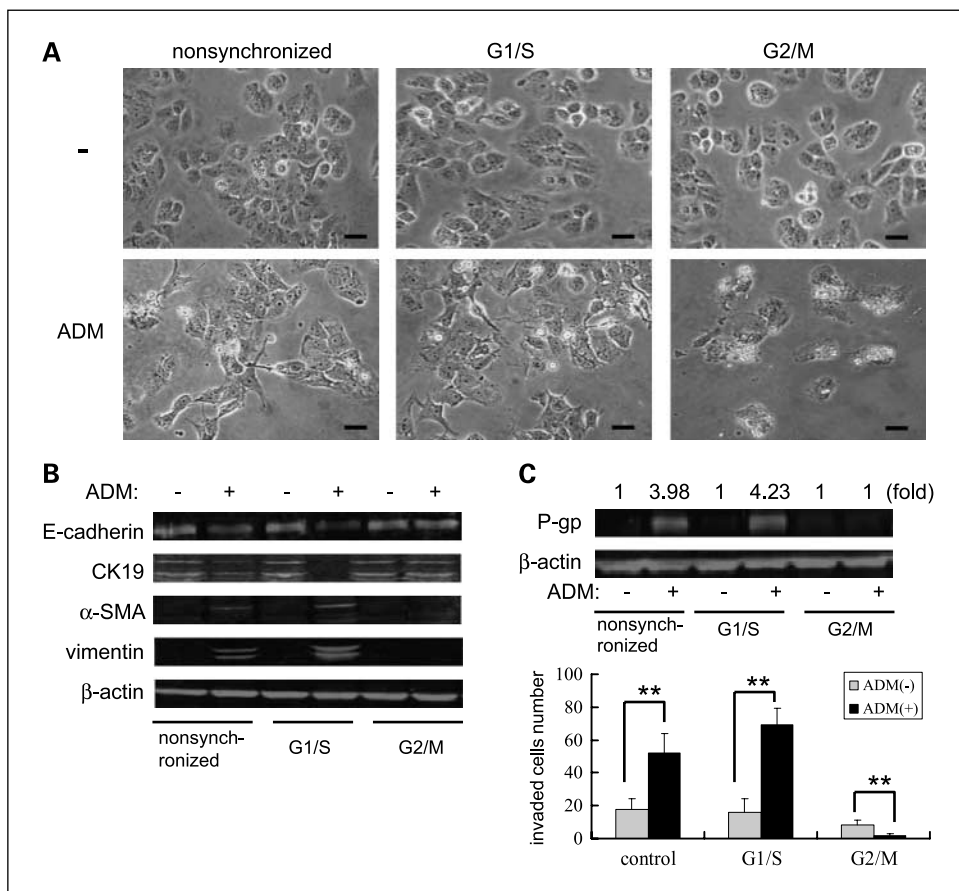 A
nonsynchronized G1/S G2/M
-
ADM
B
ADM: - + - + - +
E-cadherin
CK19
α-SMA
vimentin
β-actin
nonsynch-
ronized
G1/S G2/M
C
1 3.98 1 4.23 1 1 (fold)
P-gp
β-actin
ADM: - + - + - +
nonsynch-
ronized
G1/S G2/M
invaded cells number
100
80
60
40
20
0
** ** **
ADM(-)
ADM(+)
control G1/S G2/M